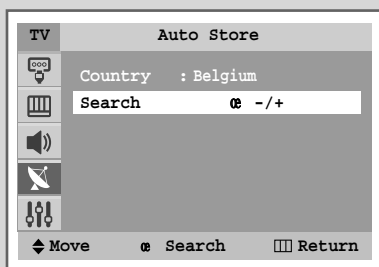 TV Auto Store
Country : Belgium
Search œ -/+
Move œ Search Return